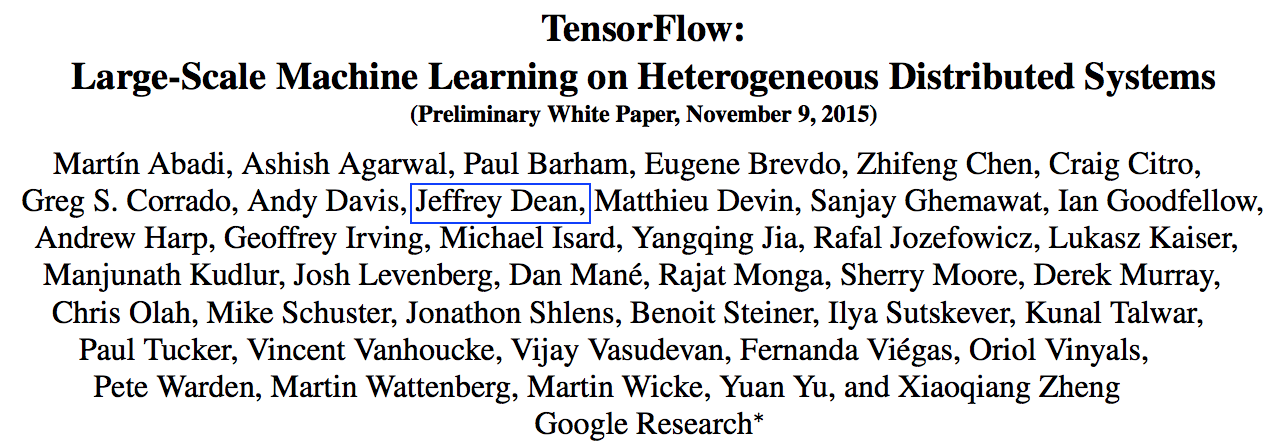 TensorFlow:
Large-Scale Machine Learning on Heterogeneous Distributed Systems
(Preliminary White Paper, November 9, 2015)
Martín Abadi, Ashish Agarwal, Paul Barham, Eugene Brevdo, Zhifeng Chen, Craig Citro,
Greg S. Corrado, Andy Davis, Jeffrey Dean, Matthieu Devin, Sanjay Ghemawat, Ian Goodfellow,
Andrew Harp, Geoffrey Irving, Michael Isard, Yangqing Jia, Rafal Jozefowicz, Lukasz Kaiser,
Manjunath Kudlur, Josh Levenberg, Dan Mané, Rajat Monga, Sherry Moore, Derek Murray,
Chris Olah, Mike Schuster, Jonathon Shlens, Benoit Steiner, Ilya Sutskever, Kunal Talwar,
Paul Tucker, Vincent Vanhoucke, Vijay Vasudevan, Fernanda Viégas, Oriol Vinyals,
Pete Warden, Martin Wattenberg, Martin Wicke, Yuan Yu, and Xiaoqiang Zheng
Google Research*